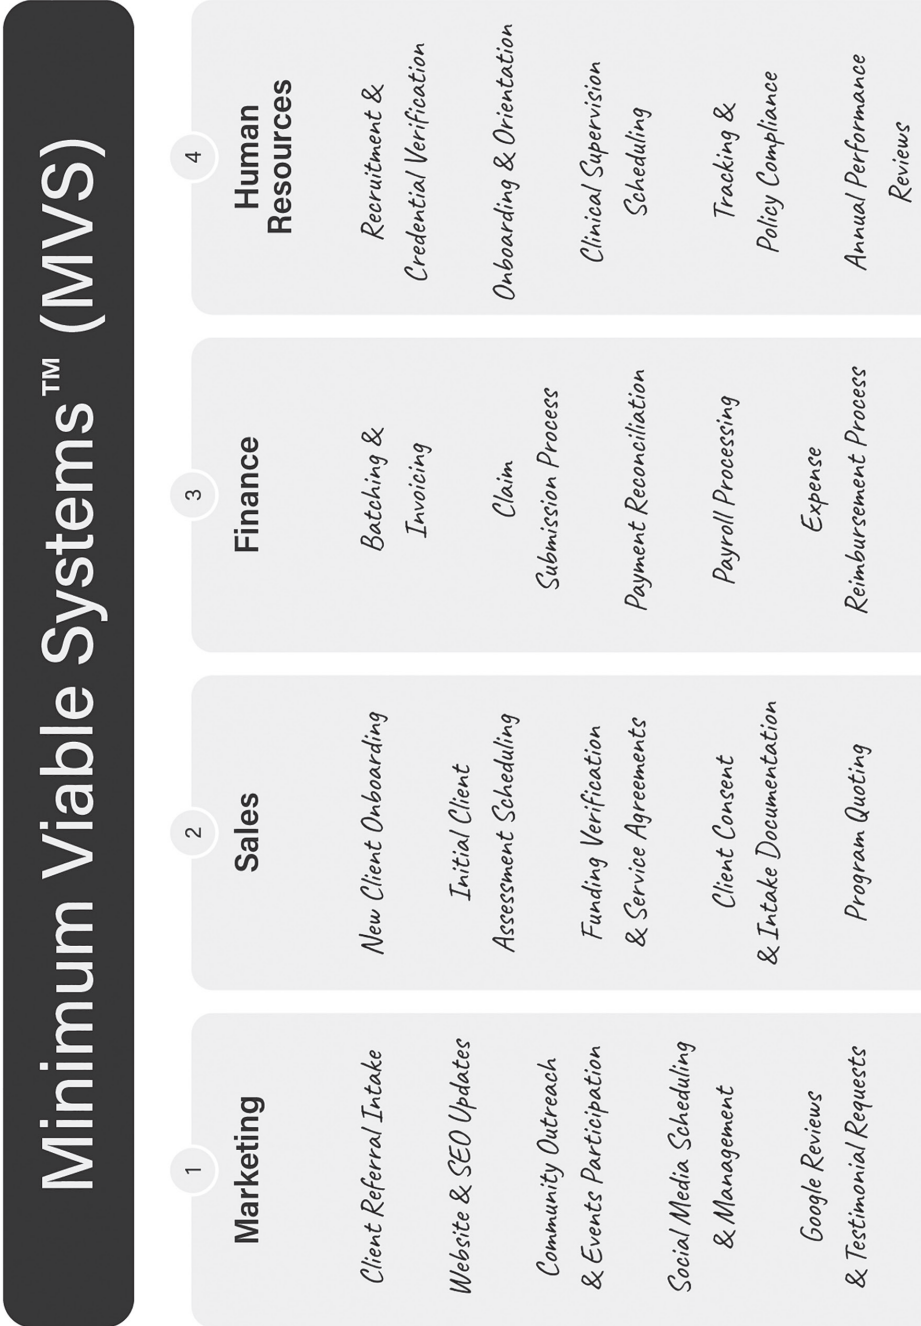 Minimum Viable Systems™ (MVS)
1
Marketing
Client Referral Intake
Website & SEO Updates
Community Outreach
& Events Participation
Social Media Scheduling
& Management
Google Reviews
& Testimonial Requests
2
Sales
New Client Onboarding
Initial Client
Assessment Scheduling
Funding Verification
& Service Agreements
Client Consent
& Intake Documentation
Program Quoting
3
Finance
Batching &
Invoicing
Claim
Submission Process
Payment Reconciliation
Payroll Processing
Expense
Reimbursement Process
4
Human
Resources
Recruitment &
Credential Verification
Onboarding & Orientation
Clinical Supervision
Scheduling
Tracking &
Policy Compliance
Annual Performance
Reviews